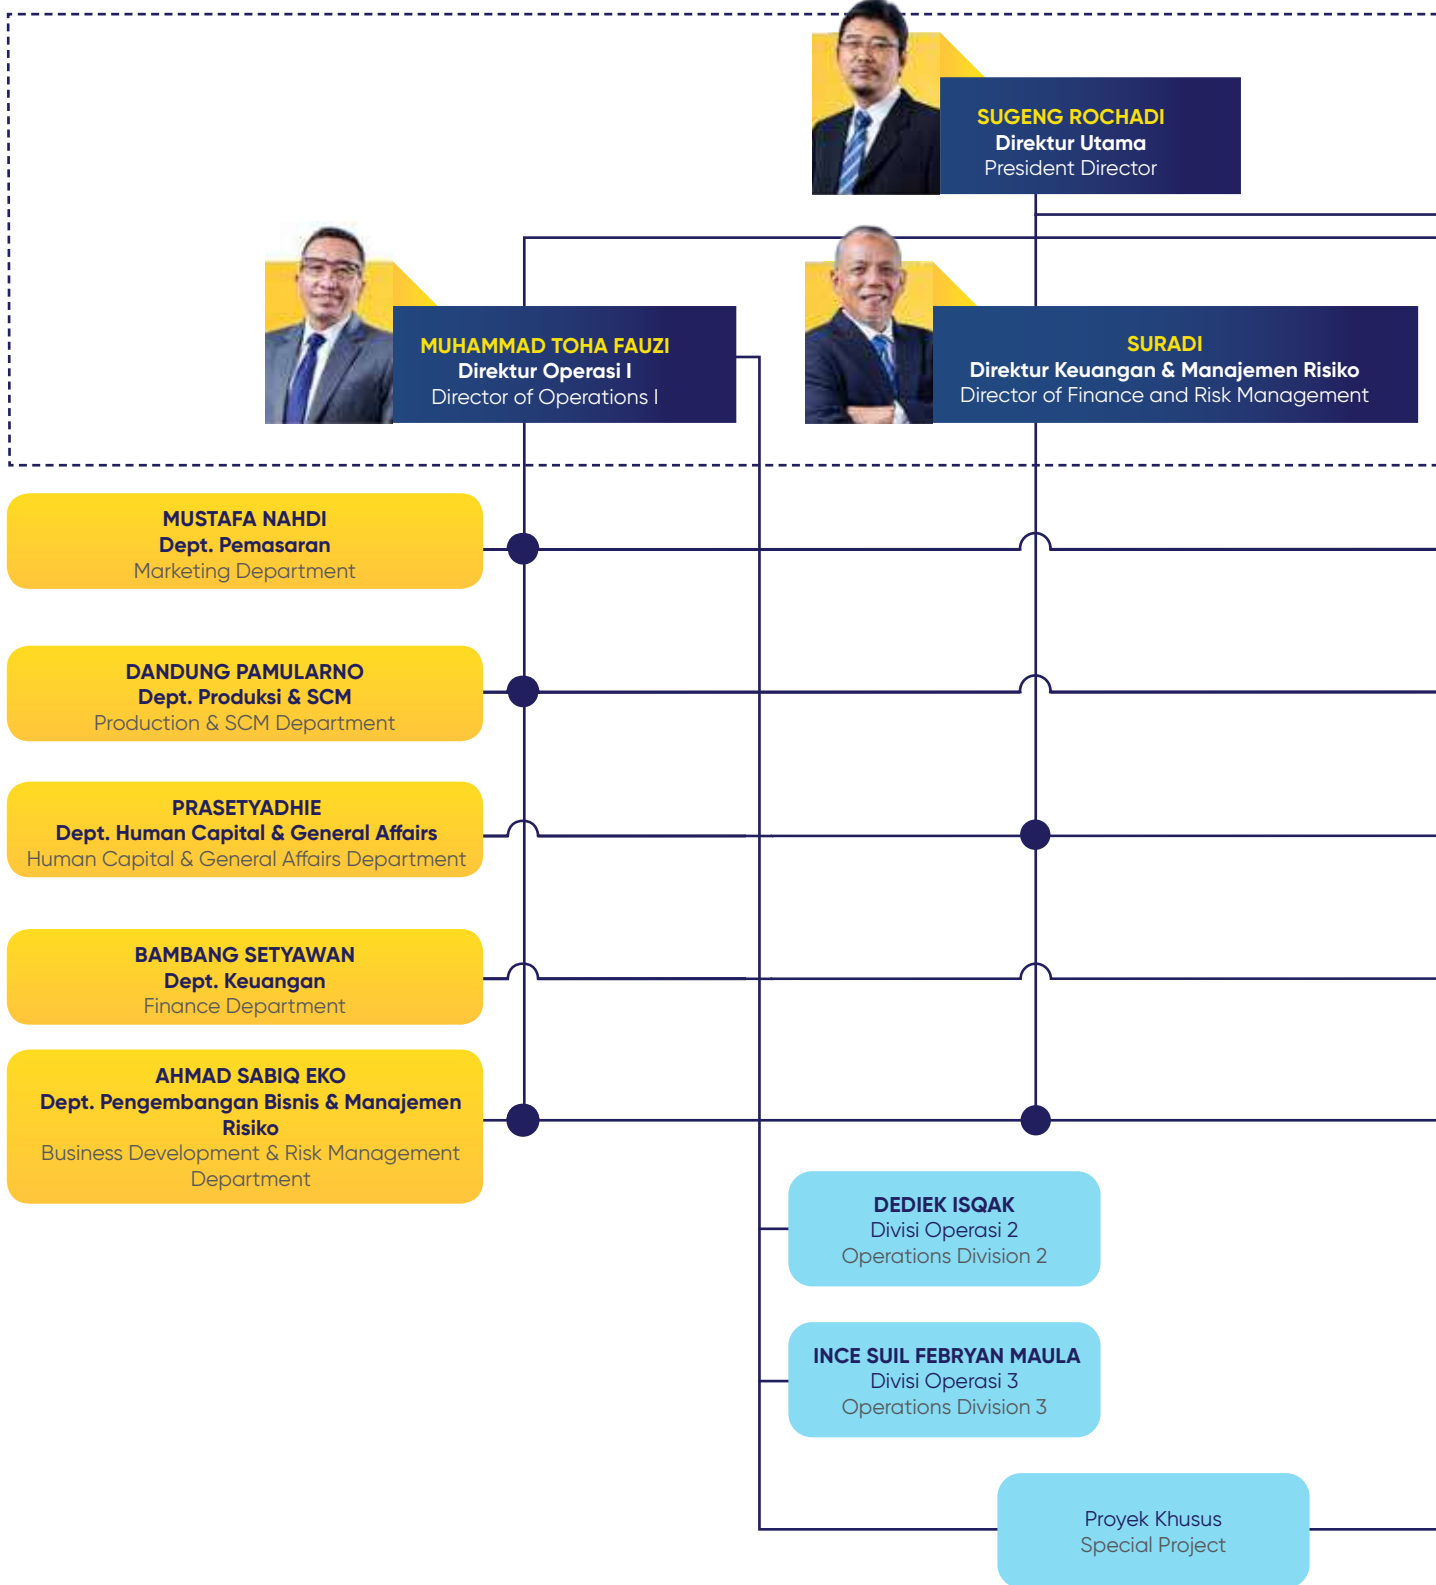 SUGENG ROCHADI
Direktur Utama
President Director
MUHAMMAD TOHA FAUZI
Direktur Operasi I
Director of Operations I
SURADI
Direktur Keuangan & Manajemen Risiko
Director of Finance and Risk Management
MUSTAFA NAHDI
Dept. Pemasaran
Marketing Department
DANDUNG PAMULARNO
Dept. Produksi & SCM
Production & SCM Department
PRASETYADHIE
Dept. Human Capital & General Affairs
Human Capital & General Affairs Department
BAMBANG SETYAWAN
Dept. Keuangan
Finance Department
AHMAD SABIQ EKO
Dept. Pengembangan Bisnis & Manajemen
Risiko
Business Development & Risk Management
Department
DEDIEK ISQAK
Divisi Operasi 2
Operations Division 2
INCE SUIL FEBRYAN MAULA
Divisi Operasi 3
Operations Division 3
Proyek Khusus
Special Project